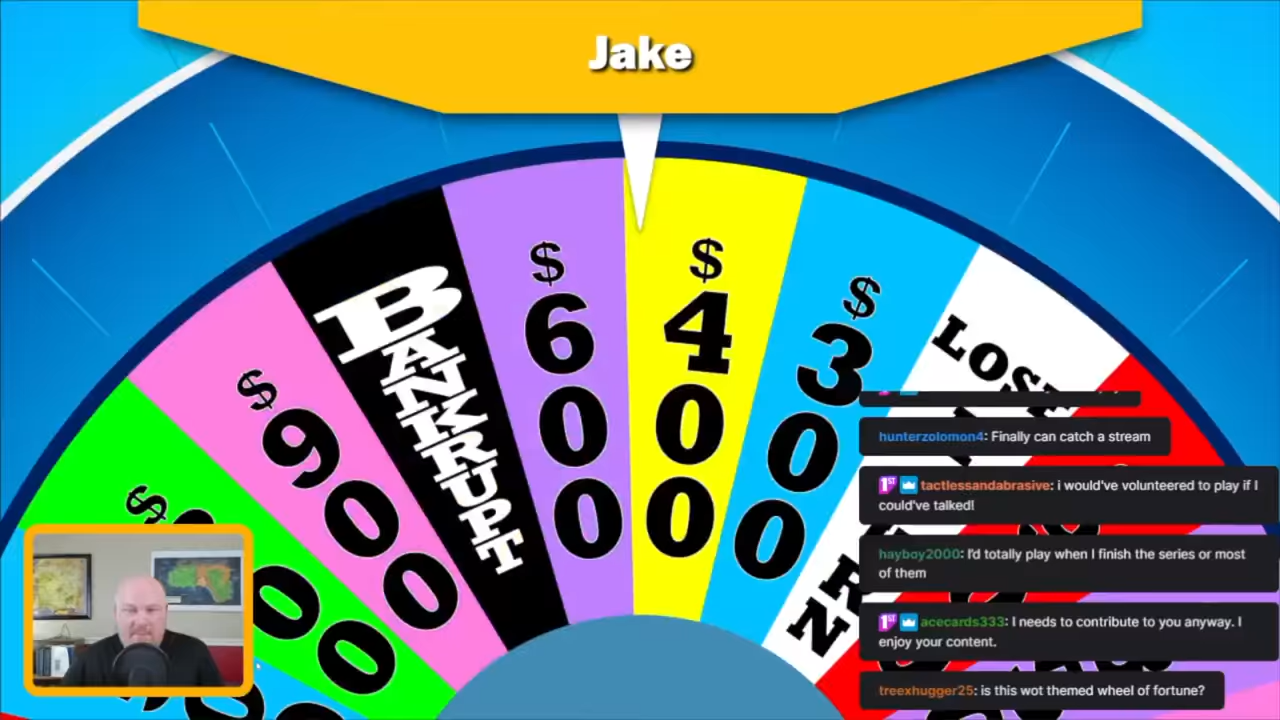 Jake
$900
BANKRUPT
$600
$400
$300
LOSE
hunterzolomon4: Finally can catch a stream
tactlessandabrasive: i would've volunteered to play if I
could've talked!
hayboy2000: I'd totally play when I finish the series or most
of them
acecards333: I needs to contribute to you anyway. I
enjoy your content.
treexhugger25: is this wot themed wheel of fortune?